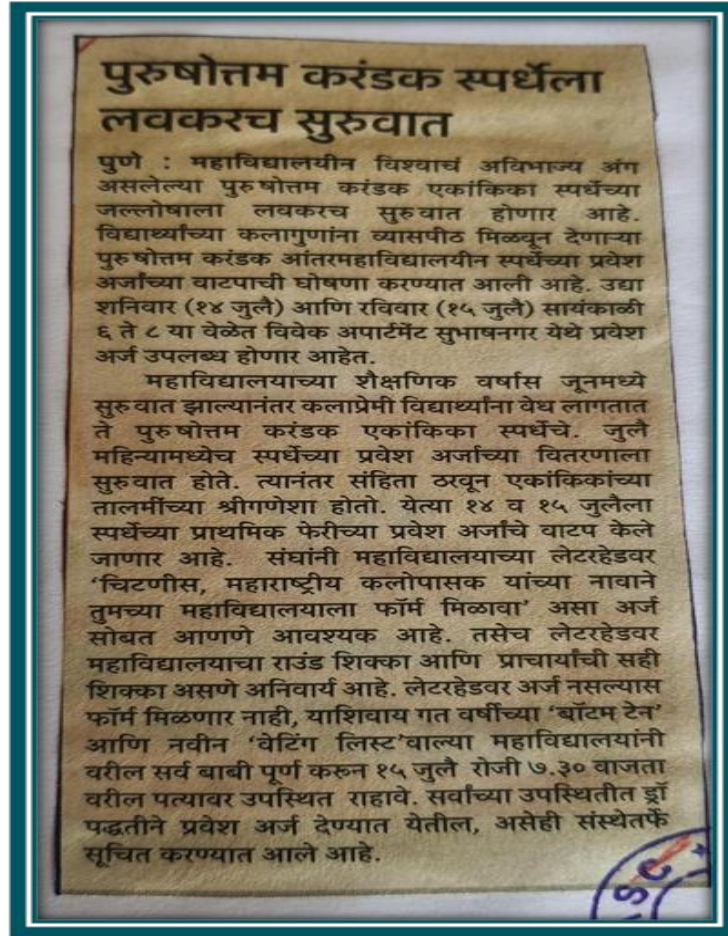 पुरुषोत्तम करंडक स्पर्धेला
लवकरच सुरुवात
पुणे : महाविद्यालयीन विश्वाचं अविभाज्य अंग
असलेल्या पुरुषोत्तम करंडक एकांकिका स्पर्धेच्या
जल्लोषाला लवकरच सुरुवात होणार आहे.
विद्यार्थ्यांच्या कलागुणांना व्यासपीठ मिळवून देणाऱ्या
पुरुषोत्तम करंडक आंतरमहाविद्यालयीन स्पर्धेच्या प्रवेश
अर्जांच्या वाटपाची घोषणा करण्यात आली आहे. उद्या
शनिवार (१४ जुलै) आणि रविवार (१५ जुलै) सायंकाळी
६ ते ८ या वेळेत विवेक अपार्टमेंट सुभाषनगर येथे प्रवेश
अर्ज उपलब्ध होणार आहेत.
महाविद्यालयाच्या शैक्षणिक वर्षास जूनमध्ये
सुरुवात झाल्यानंतर कलाप्रेमी विद्यार्थ्यांना वेध लागतात
ते पुरुषोत्तम करंडक एकांकिका स्पर्धेचे. जुलै
महिन्यामध्येच स्पर्धेच्या प्रवेश अर्जाच्या वितरणाला
सुरुवात होते. त्यानंतर संहिता ठरवून एकांकिकांच्या
तालमींच्या श्रीगणेशा होतो. येत्या १४ व १५ जुलैला
स्पर्धेच्या प्राथमिक फेरीच्या प्रवेश अर्जांचे वाटप केले
जाणार आहे. संघांनी महाविद्यालयाच्या लेटरहेडवर
‘चिटणीस, महाराष्ट्रीय कलोपासक यांच्या नावाने
तुमच्या महाविद्यालयाला फॉर्म मिळावा’ असा अर्ज
सोबत आणणे आवश्यक आहे. तसेच लेटरहेडवर
महाविद्यालयाचा राउंड शिक्का आणि प्राचार्यांची सही
शिक्का असणे अनिवार्य आहे. लेटरहेडवर अर्ज नसल्यास
फॉर्म मिळणार नाही, याशिवाय गत वर्षीच्या ‘बॉटम टेन’
आणि नवीन ‘वेटिंग लिस्ट’वाल्या महाविद्यालयांनी
वरील सर्व बाबी पूर्ण करून १५ जुलै रोजी ७.३० वाजता
वरील पत्यावर उपस्थित राहावे. सर्वांच्या उपस्थितीत ड्रॉ
पद्धतीने प्रवेश अर्ज देण्यात येतील, असेही संस्थेतर्फे
सूचित करण्यात आले आहे.